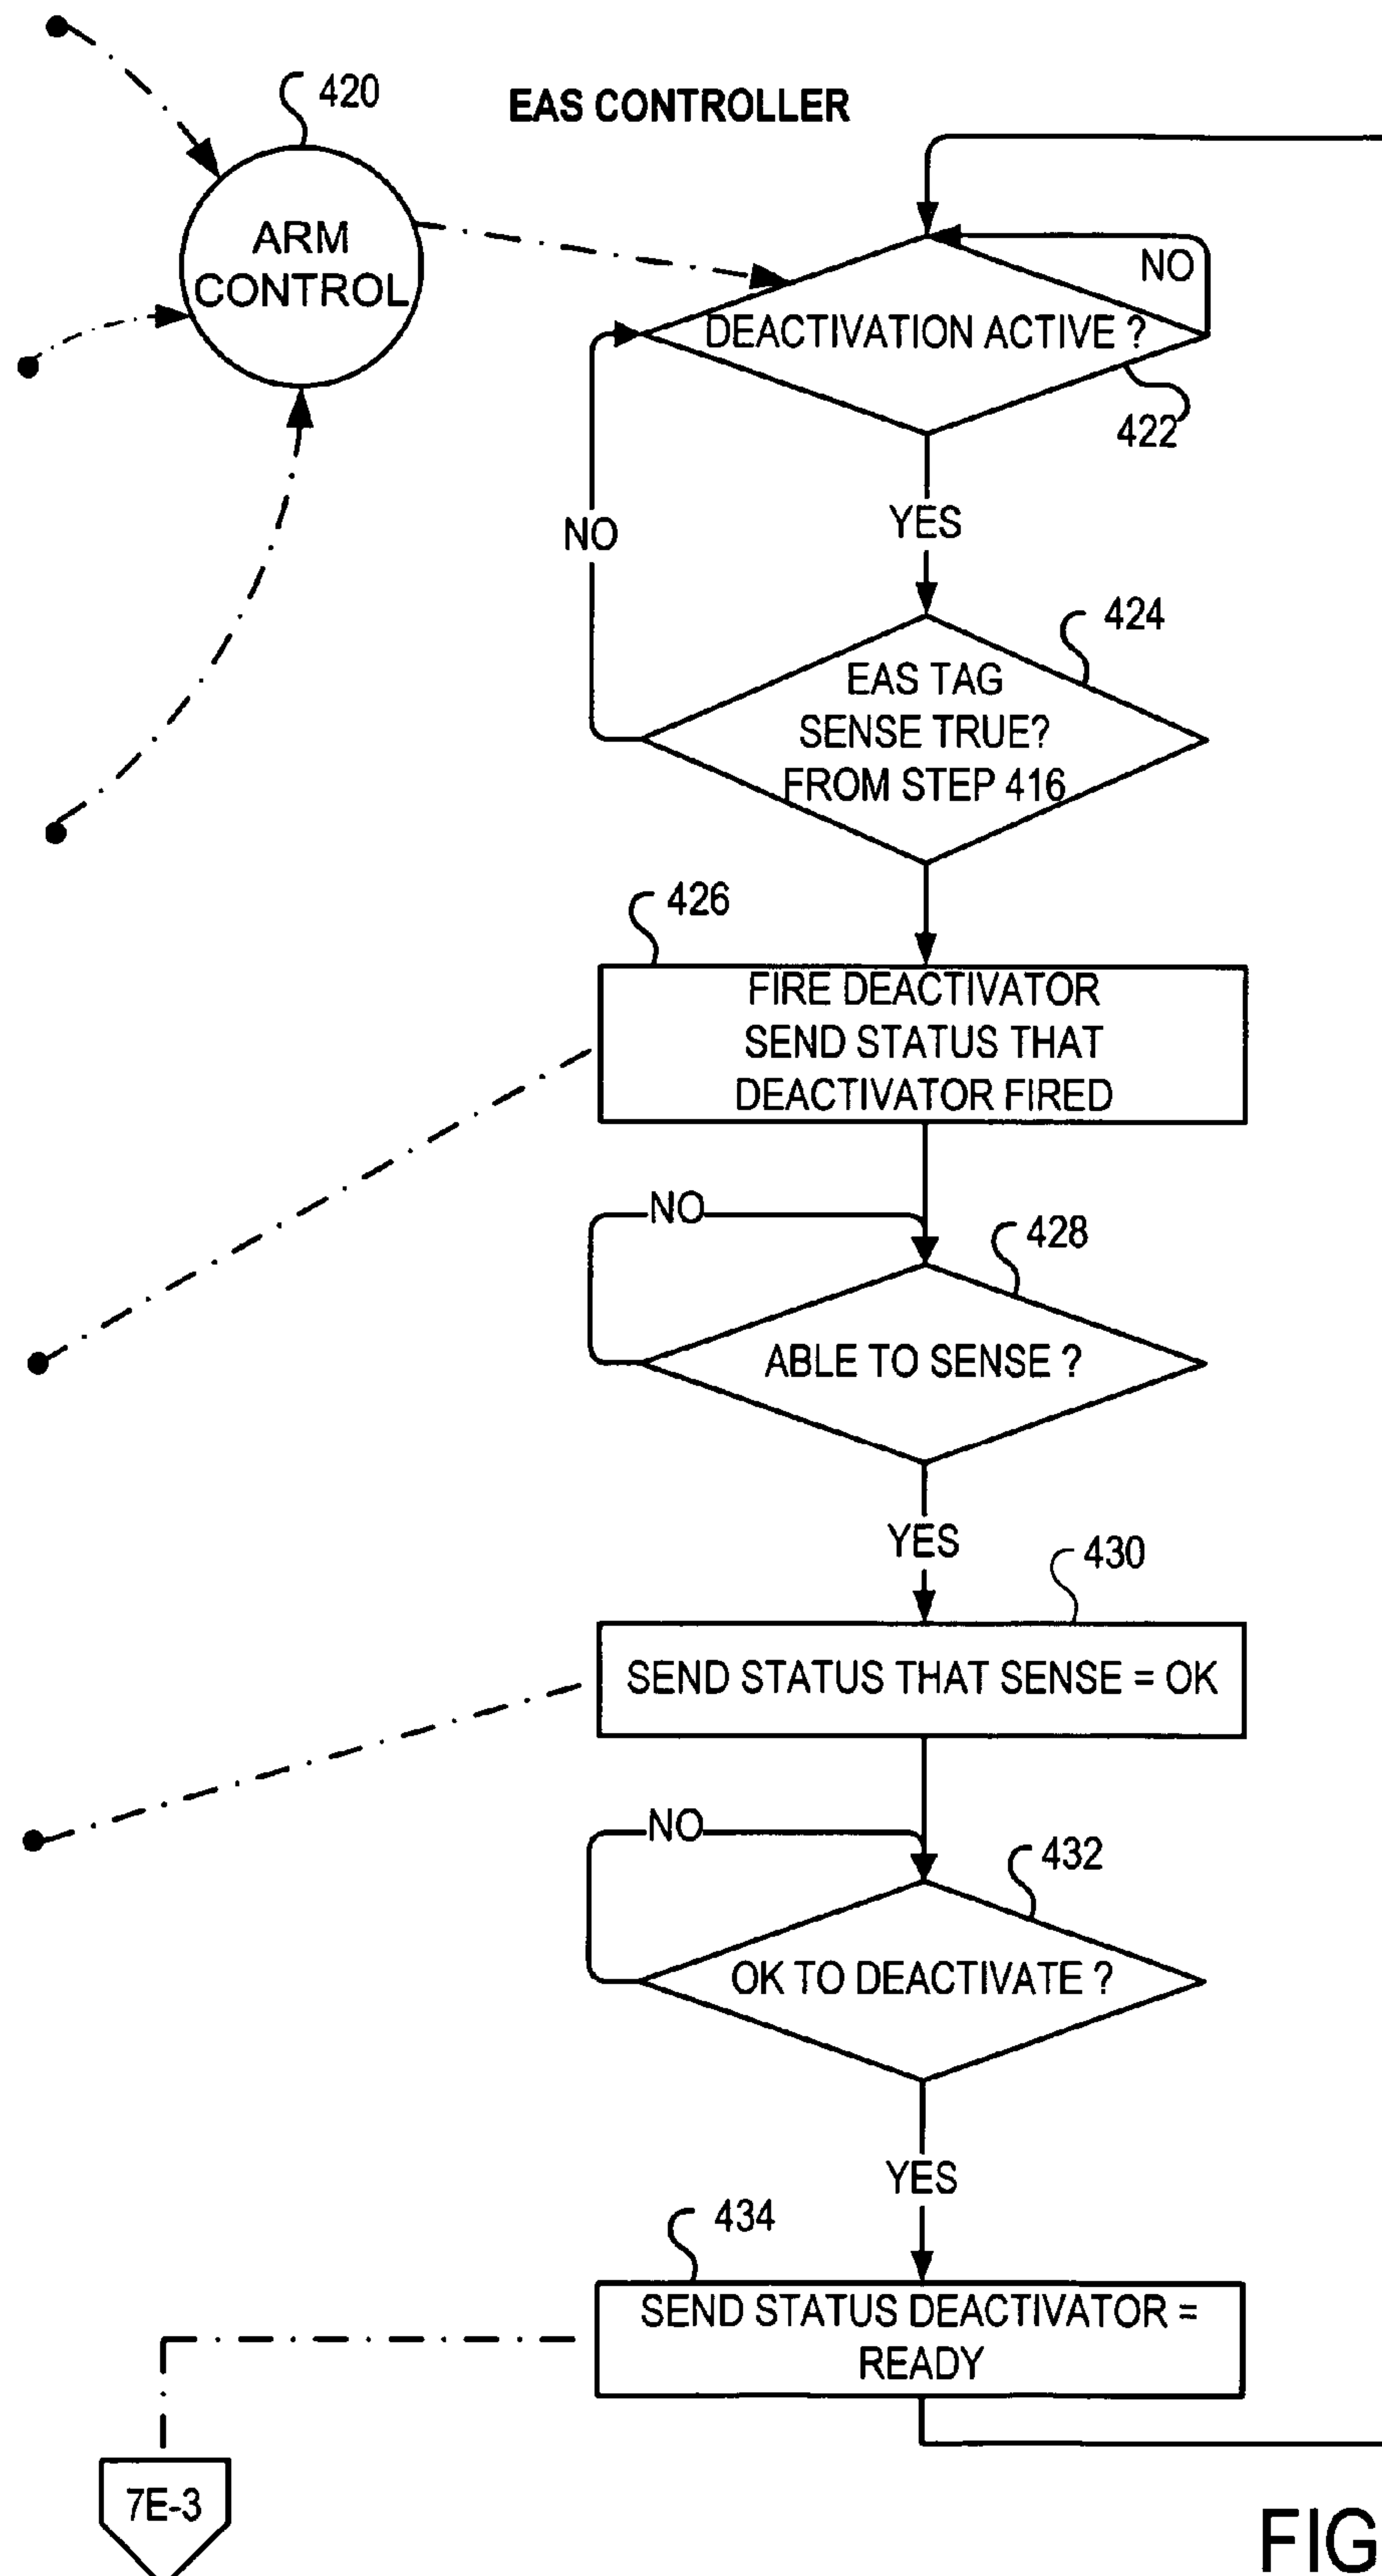 420
EAS CONTROLLER
ARM
CONTROL
NO
DEACTIVATION ACTIVE ?
422
YES
NO
424
EAS TAG
SENSE TRUE?
FROM STEP 416
426
FIRE DEACTIVATOR
SEND STATUS THAT
DEACTIVATOR FIRED
NO
428
ABLE TO SENSE ?
YES
430
SEND STATUS THAT SENSE = OK
NO
432
OK TO DEACTIVATE ?
YES
434
SEND STATUS DEACTIVATOR =
READY
7E-3
FIG